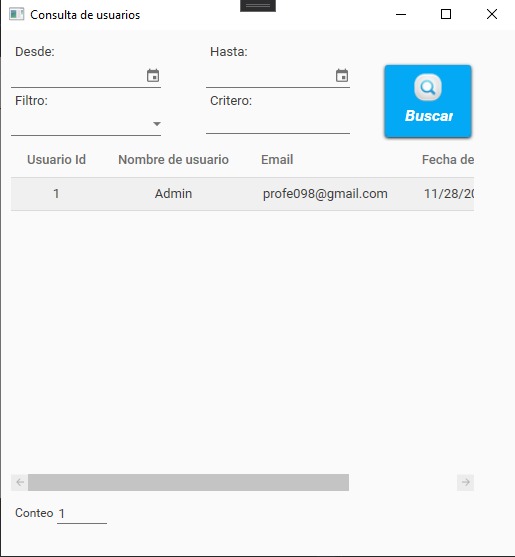 Consulta de usuarios
Desde: Hasta:
Filtro: Critero:
Buscar
Usuario Id Nombre de usuario Email Fecha de
1 Admin profe098@gmail.com 11/28/20
Conteo 1